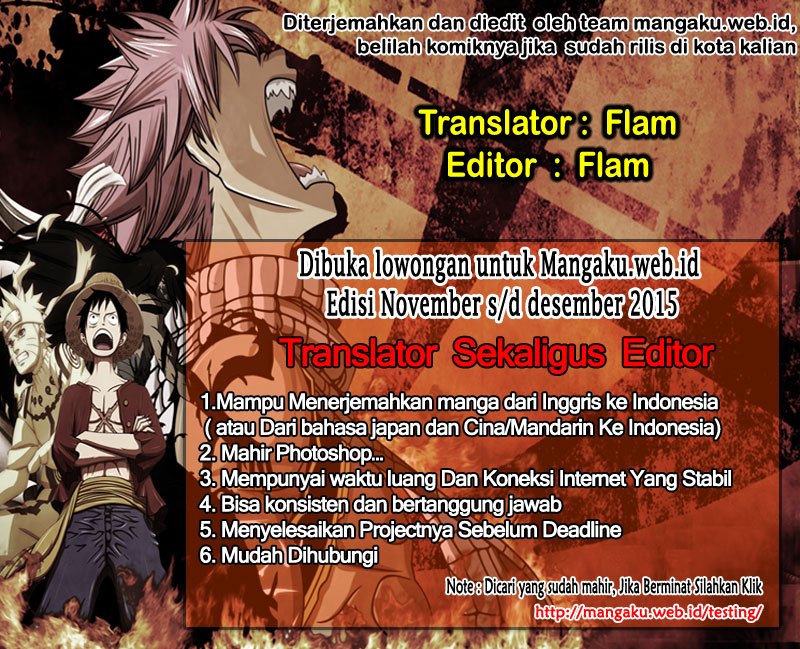 Diterjemahkan dan diedit oleh team mangaku.web.id,
belilah komiknya jika sudah rilis di kota kalian
Translator : Flam
Editor : Flam
Dibuka lowongan untuk Mangaku.web.id
Edisi November s/d desember 2015
Translator Sekaligus Editor
1.Mampu Menerjemahkan manga dari Inggris ke Indonesia
( atau Dari bahasa japan dan Cina/Mandarin Ke Indonesia)
2. Mahir Photoshop...
3. Mempunyai waktu luang Dan Koneksi Internet Yang Stabil
4. Bisa konsisten dan bertanggung jawab
5. Menyelesaikan Projectnya Sebelum Deadline
6. Mudah Dihubungi
Note : Dicari yang sudah mahir, Jika Berminat Silahkan Klik
http://mangaku.web.id/testing/